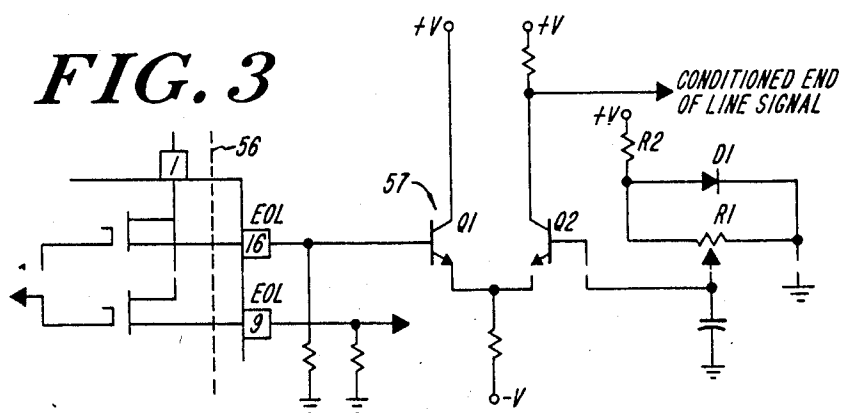 FIG. 3
+V
+V
CONDITIONED END
OF LINE SIGNAL
+V
R2
D1
R1
1
56
57
Q1
Q2
EOL
16
EOL
9
-V